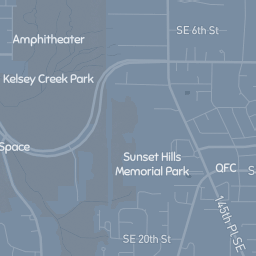 SE 6th St
Amphitheater
Kelsey Creek Park
Space
Sunset Hills
Memorial Park
QFC
S
145th Pl SE
SE 20th St